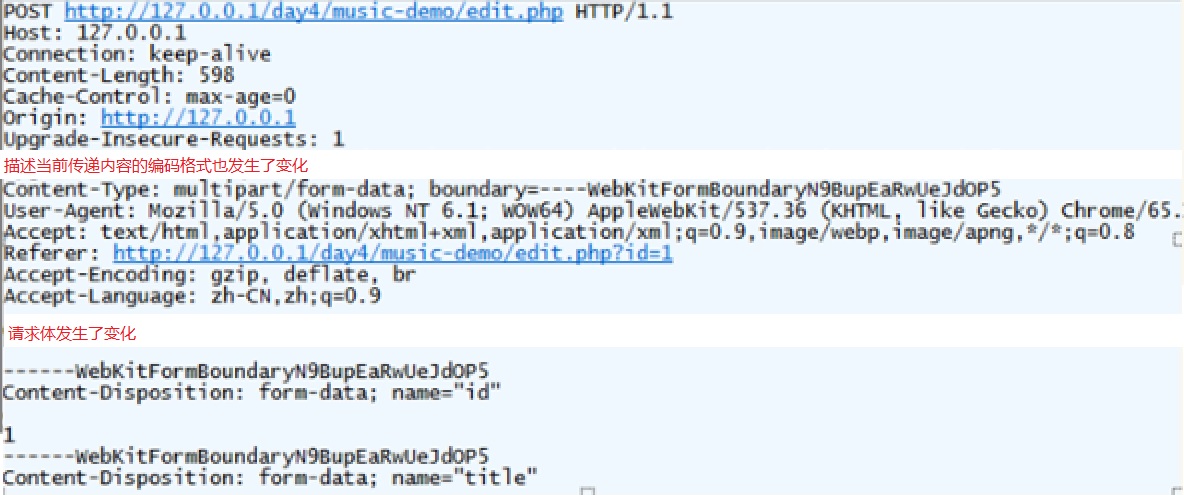 POST http://127.0.0.1/day4/music-demo/edit.php HTTP/1.1
Host: 127.0.0.1
Connection: keep-alive
Content-Length: 598
Cache-Control: max-age=0
Origin: http://127.0.0.1
Upgrade-Insecure-Requests: 1
描述当前传递内容的编码格式也发生了变化
Content-Type: multipart/form-data; boundary=----WebKitFormBoundaryN9BupEaRwUeJdOP5
User-Agent: Mozilla/5.0 (Windows NT 6.1; WOW64) AppleWebKit/537.36 (KHTML, like Gecko) Chrome/65.
Accept: text/html,application/xhtml+xml,application/xml;q=0.9,image/webp,image/apng,*/*;q=0.8
Referer: http://127.0.0.1/day4/music-demo/edit.php?id=1
Accept-Encoding: gzip, deflate, br
Accept-Language: zh-CN,zh;q=0.9
请求体发生了变化
------WebKitFormBoundaryN9BupEaRwUeJdOP5
Content-Disposition: form-data; name="id"
1
------WebKitFormBoundaryN9BupEaRwUeJdOP5
Content-Disposition: form-data; name="title"